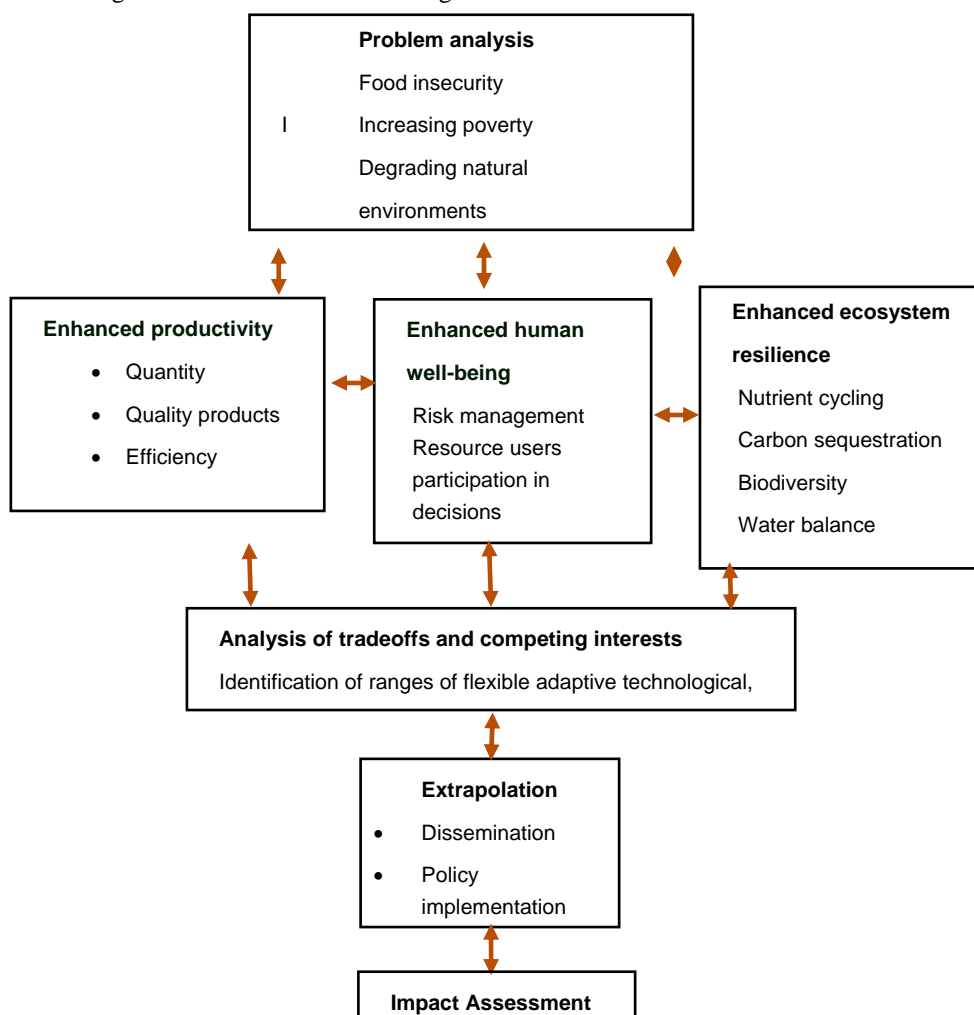 Problem analysis
Food insecurity
I Increasing poverty
Degrading natural
environments
Enhanced productivity
• Quantity
• Quality products
• Efficiency
Enhanced human
well-being
Risk management
Resource users
participation in
decisions
Enhanced ecosystem
resilience
Nutrient cycling
Carbon sequestration
Biodiversity
Water balance
Analysis of tradeoffs and competing interests
Identification of ranges of flexible adaptive technological,
Extrapolation
• Dissemination
• Policy
implementation
Impact Assessment